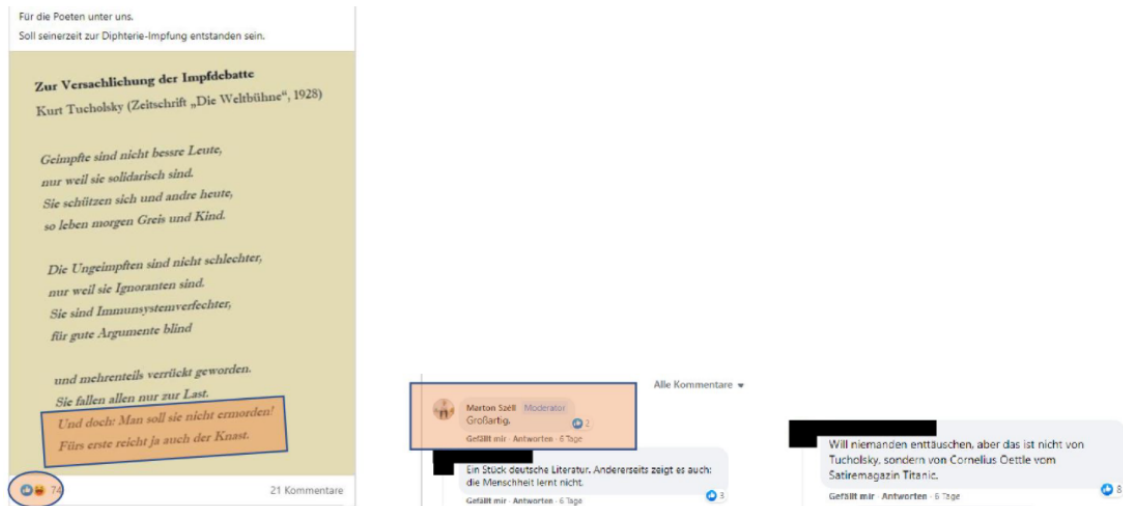 Für die Poeten unter uns.
Soll seinerzeit zur Diphterie-Impfung entstanden sein.
Zur Versachlichung der Impfdebatte
Kurt Tucholsky (Zeitschrift „Die Weltbühne“, 1928)
Geimpfte sind nicht bessre Leute,
nur weil sie solidarisch sind.
Sie schützen sich und andre heute,
so leben morgen Greis und Kind.
Die Ungeimpften sind nicht schlechter,
nur weil sie Ignoranten sind.
Sie sind Immunsystemverfechter,
für gute Argumente blind
und mehrenteils verrückt geworden.
Sie fallen allen nur zur Last.
Und doch: Man soll sie nicht ermorden!
Fürs erste reicht ja auch der Knast.
74
21 Kommentare
Alle Kommentare
Marton Széll Moderator
Großartig.
2
Gefällt mir · Antworten · 6 Tage
Ein Stück deutsche Literatur. Andererseits zeigt es auch:
die Menschheit lernt nicht.
3
Gefällt mir · Antworten · 6 Tage
Will niemanden enttäuschen, aber das ist nicht von
Tucholsky, sondern von Cornelius Oettle vom
Satiremagazin Titanic.
8
Gefällt mir · Antworten · 6 Tage